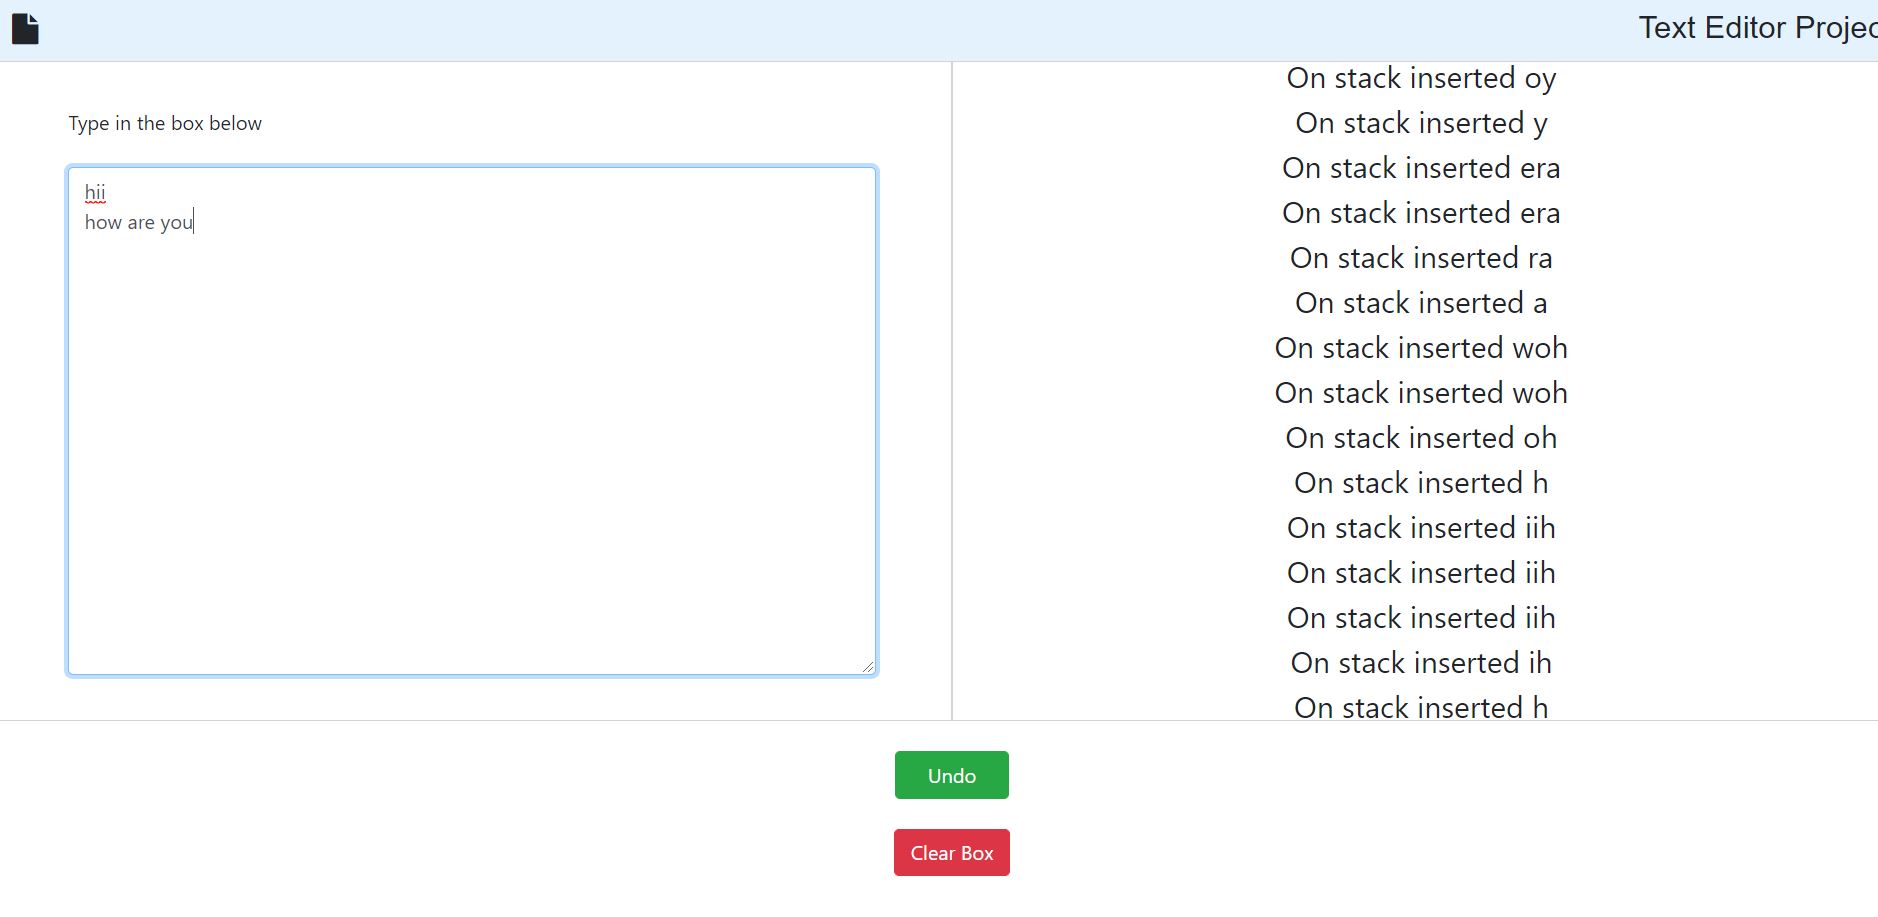 Text Editor Projec
Type in the box below
hii
how are you
On stack inserted oy
On stack inserted y
On stack inserted era
On stack inserted era
On stack inserted ra
On stack inserted a
On stack inserted woh
On stack inserted woh
On stack inserted oh
On stack inserted h
On stack inserted iih
On stack inserted iih
On stack inserted iih
On stack inserted ih
On stack inserted h
Undo
Clear Box